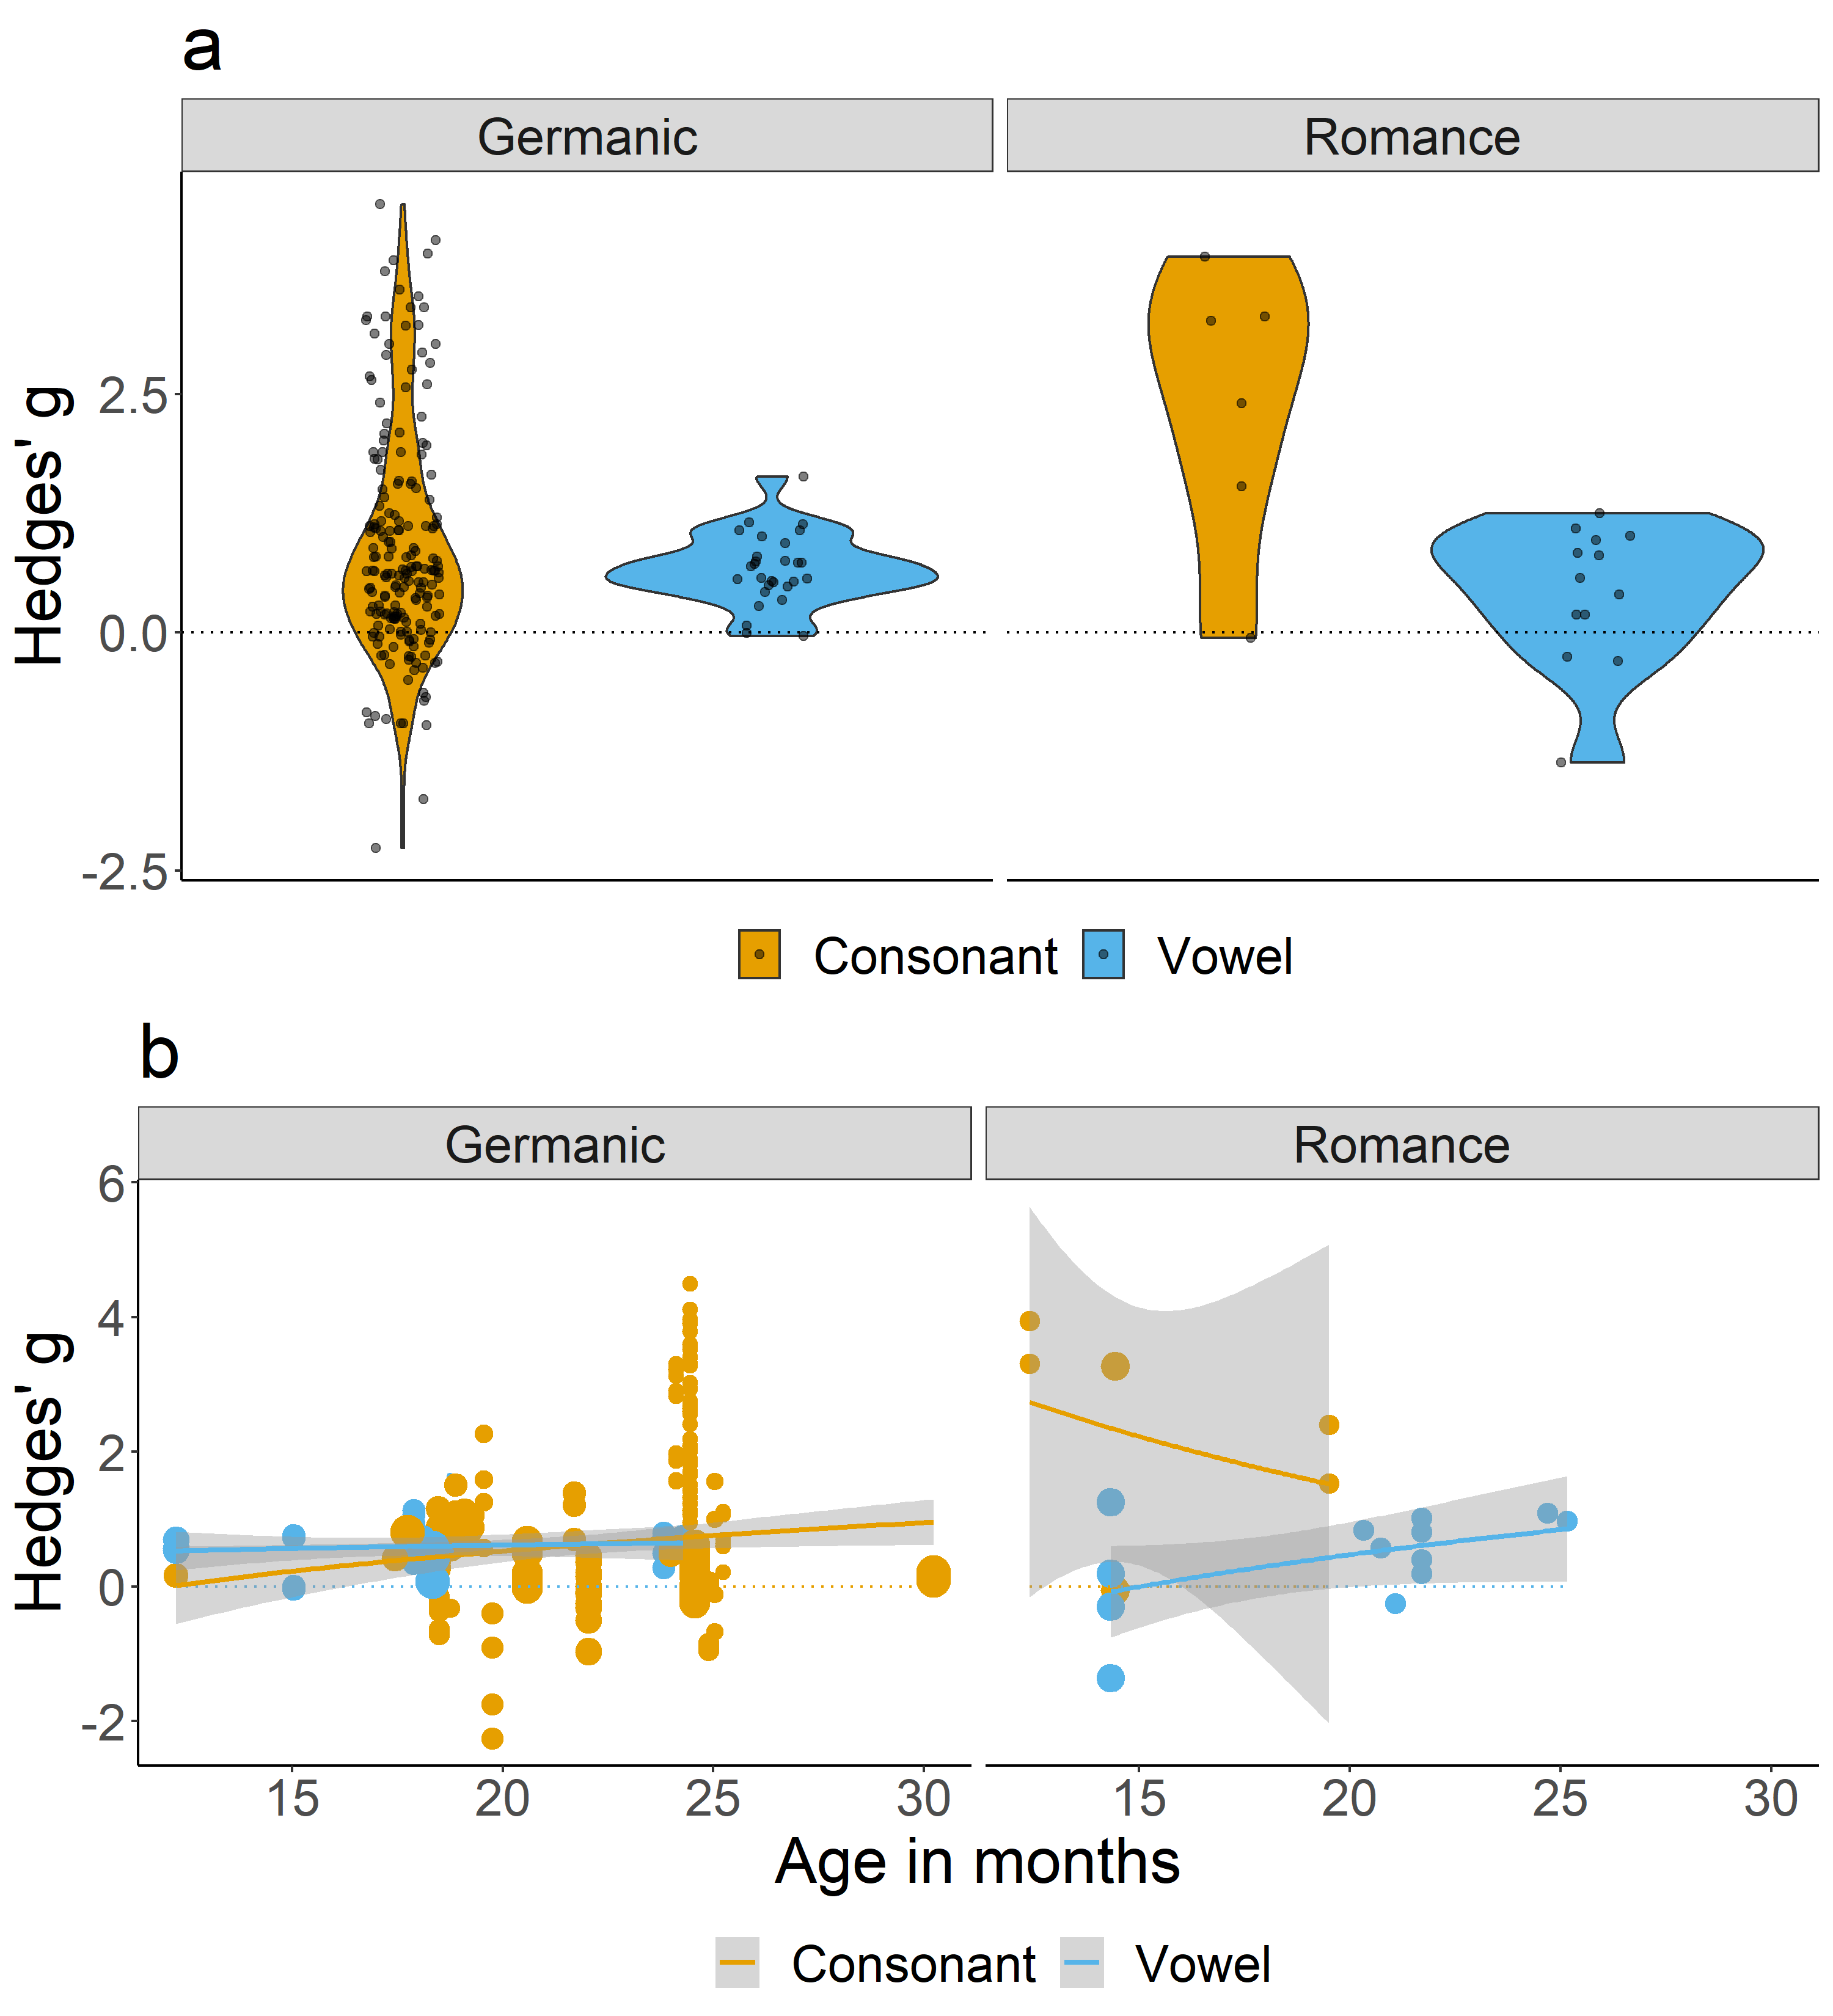 a
Germanic Romance
Hedges' g
2.5
0.0
-2.5
Consonant Vowel
b
Germanic Romance
Hedges' g
6
4
2
0
-2
15 20 25 30 15 20 25 30
Age in months
Consonant Vowel